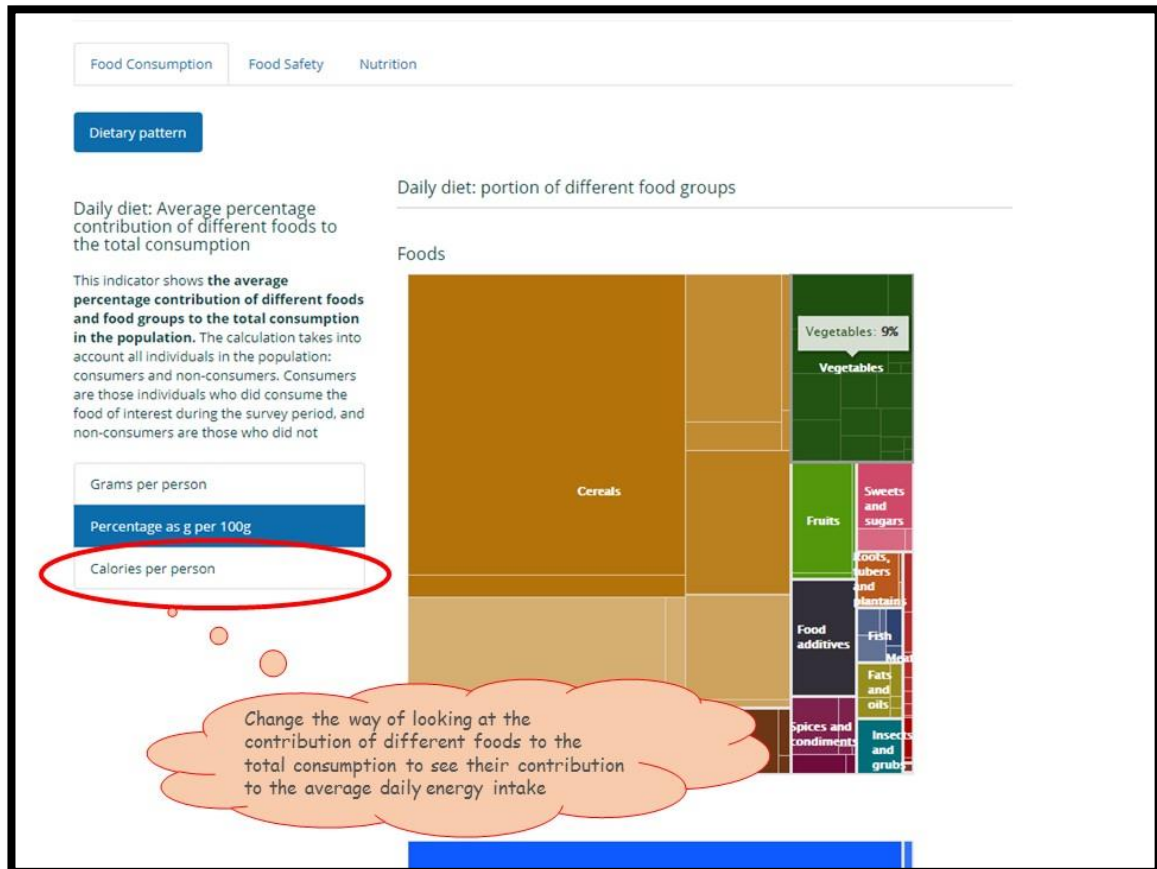 Food Consumption
Food Safety
Nutrition
Dietary pattern
Daily diet: Average percentage
contribution of different foods to
the total consumption
This indicator shows the average
percentage contribution of different foods
and food groups to the total consumption
in the population. The calculation takes into
account all individuals in the population:
consumers and non-consumers. Consumers
are those individuals who did consume the
food of interest during the survey period, and
non-consumers are those who did not
Grams per person
Percentage as g per 100g
Calories per person
Daily diet: portion of different food groups
Foods
Cereals
Vegetables: 9%
Vegetables
Fruits
Sweets
and
sugars
Roots,
tubers
and
plantains
Food
additives
Fish
Meat
Fats
and
oils
Spices and
condiments
Insects
and
grubs
Change the way of looking at the
contribution of different foods to the
total consumption to see their contribution
to the average daily energy intake